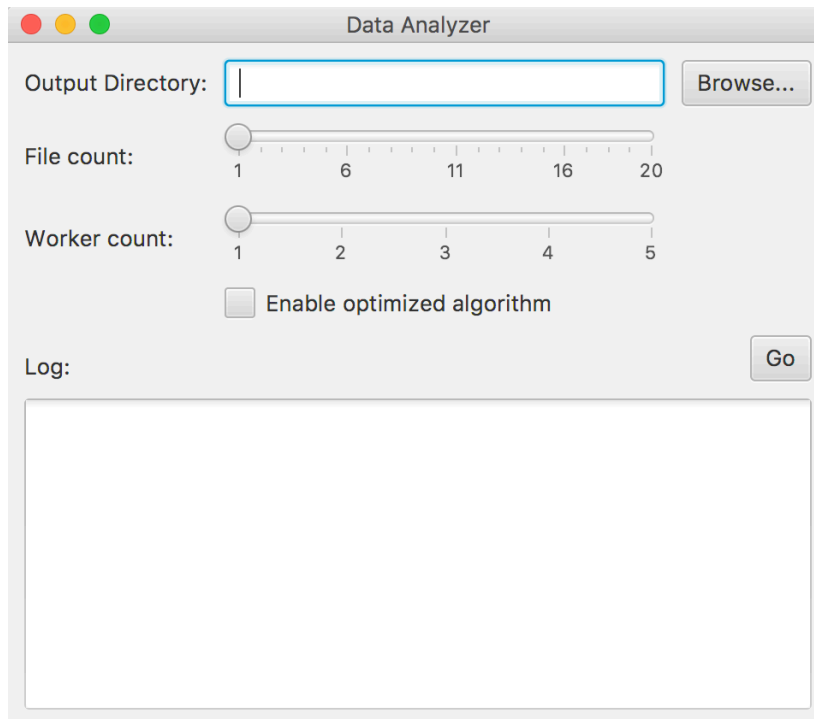 Data Analyzer
Output Directory: Browse...
File count:
1 6 11 16 20
Worker count:
1 2 3 4 5
Enable optimized algorithm
Log: Go